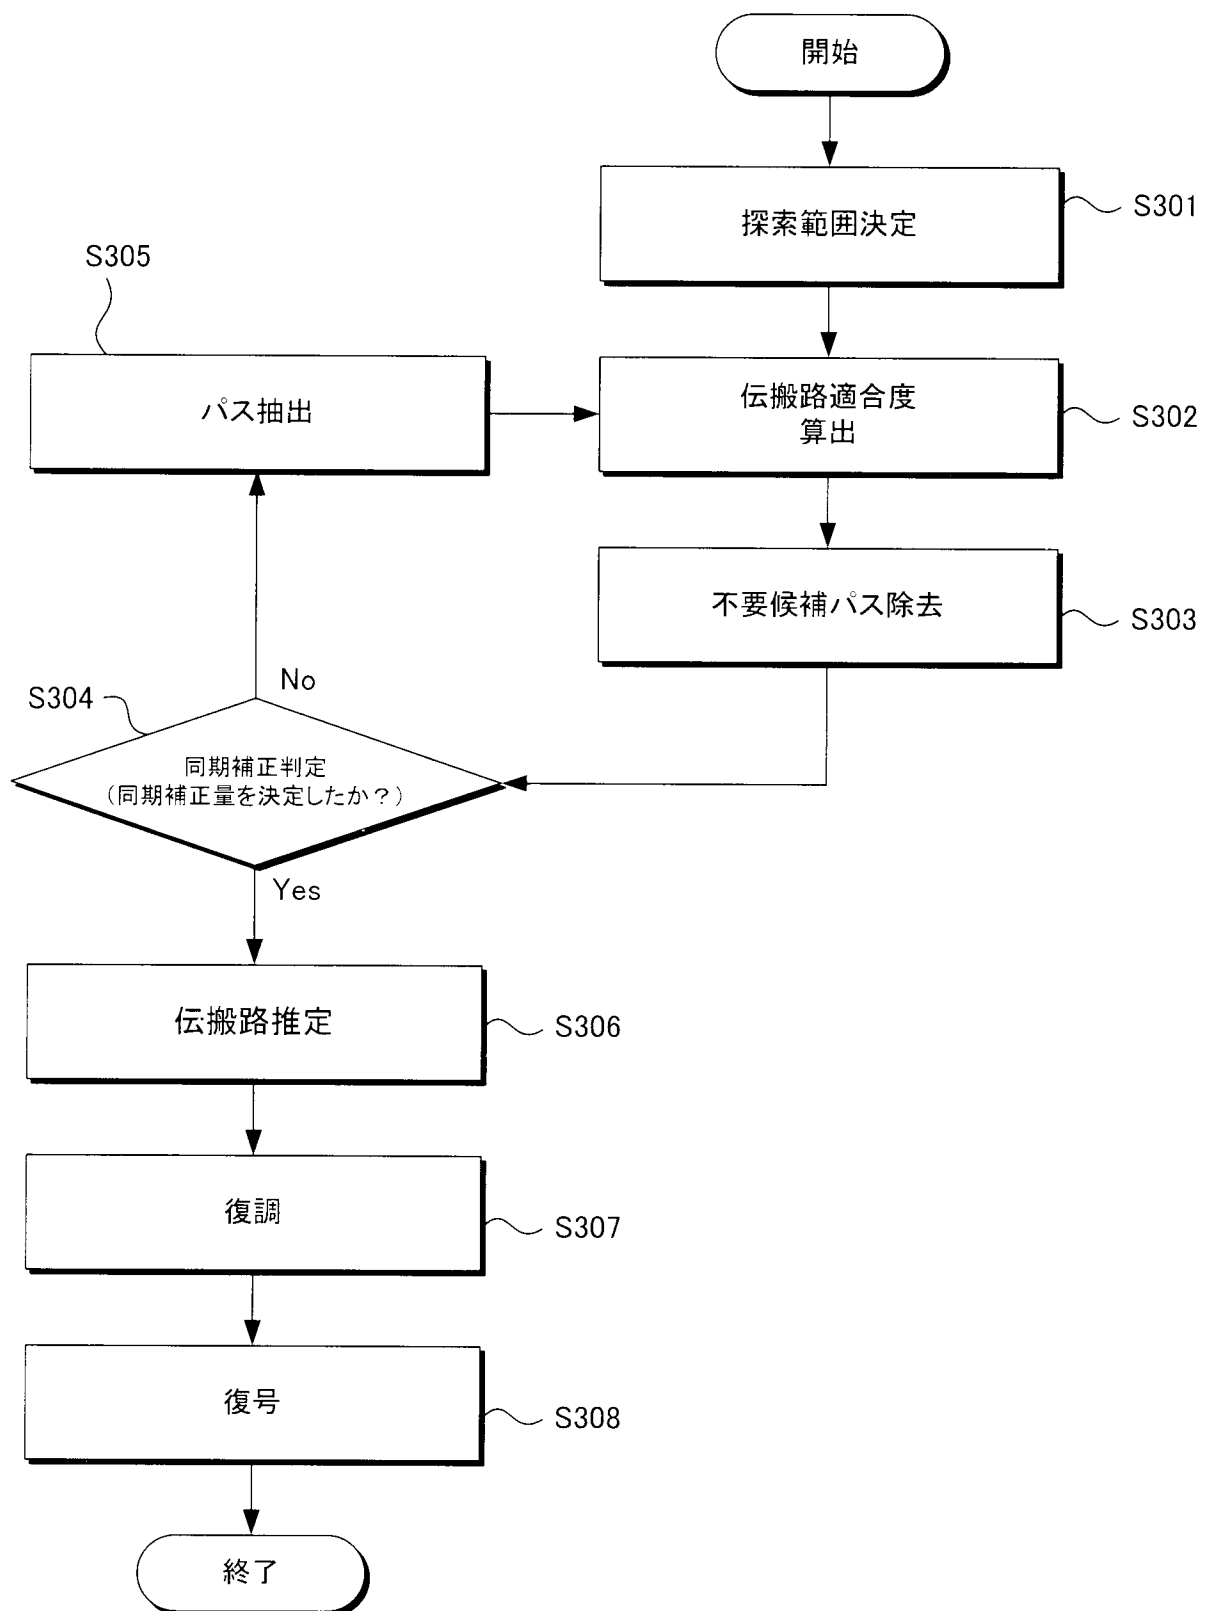 開始
探索範囲決定
S301
S305
パス抽出
伝搬路適合度
算出
S302
不要候補パス除去
S303
No
S304
同期補正判定
(同期補正量を決定したか？)
Yes
伝搬路推定
S306
復調
S307
復号
S308
終了